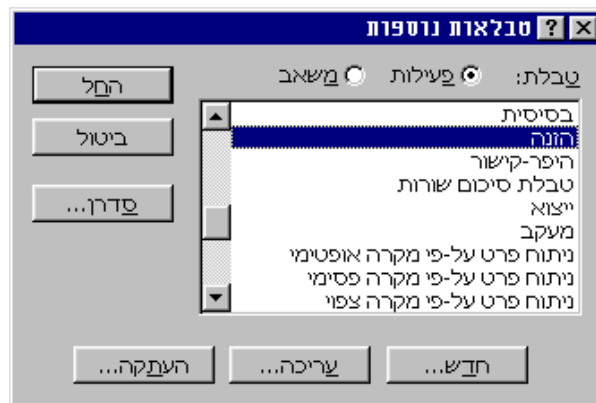 טבלאות נוספות
טבלת: פעילות משאב
בסיסית
הזנה
היפר-קישור
טבלת סיכום שורות
ייצוא
מעקב
ניתוח פרט על-פי מקרה אופטימי
ניתוח פרט על-פי מקרה פסימי
ניתוח פרט על-פי מקרה צפוי
החל
ביטול
סדרן...
חדש... עריכה... העתקה...